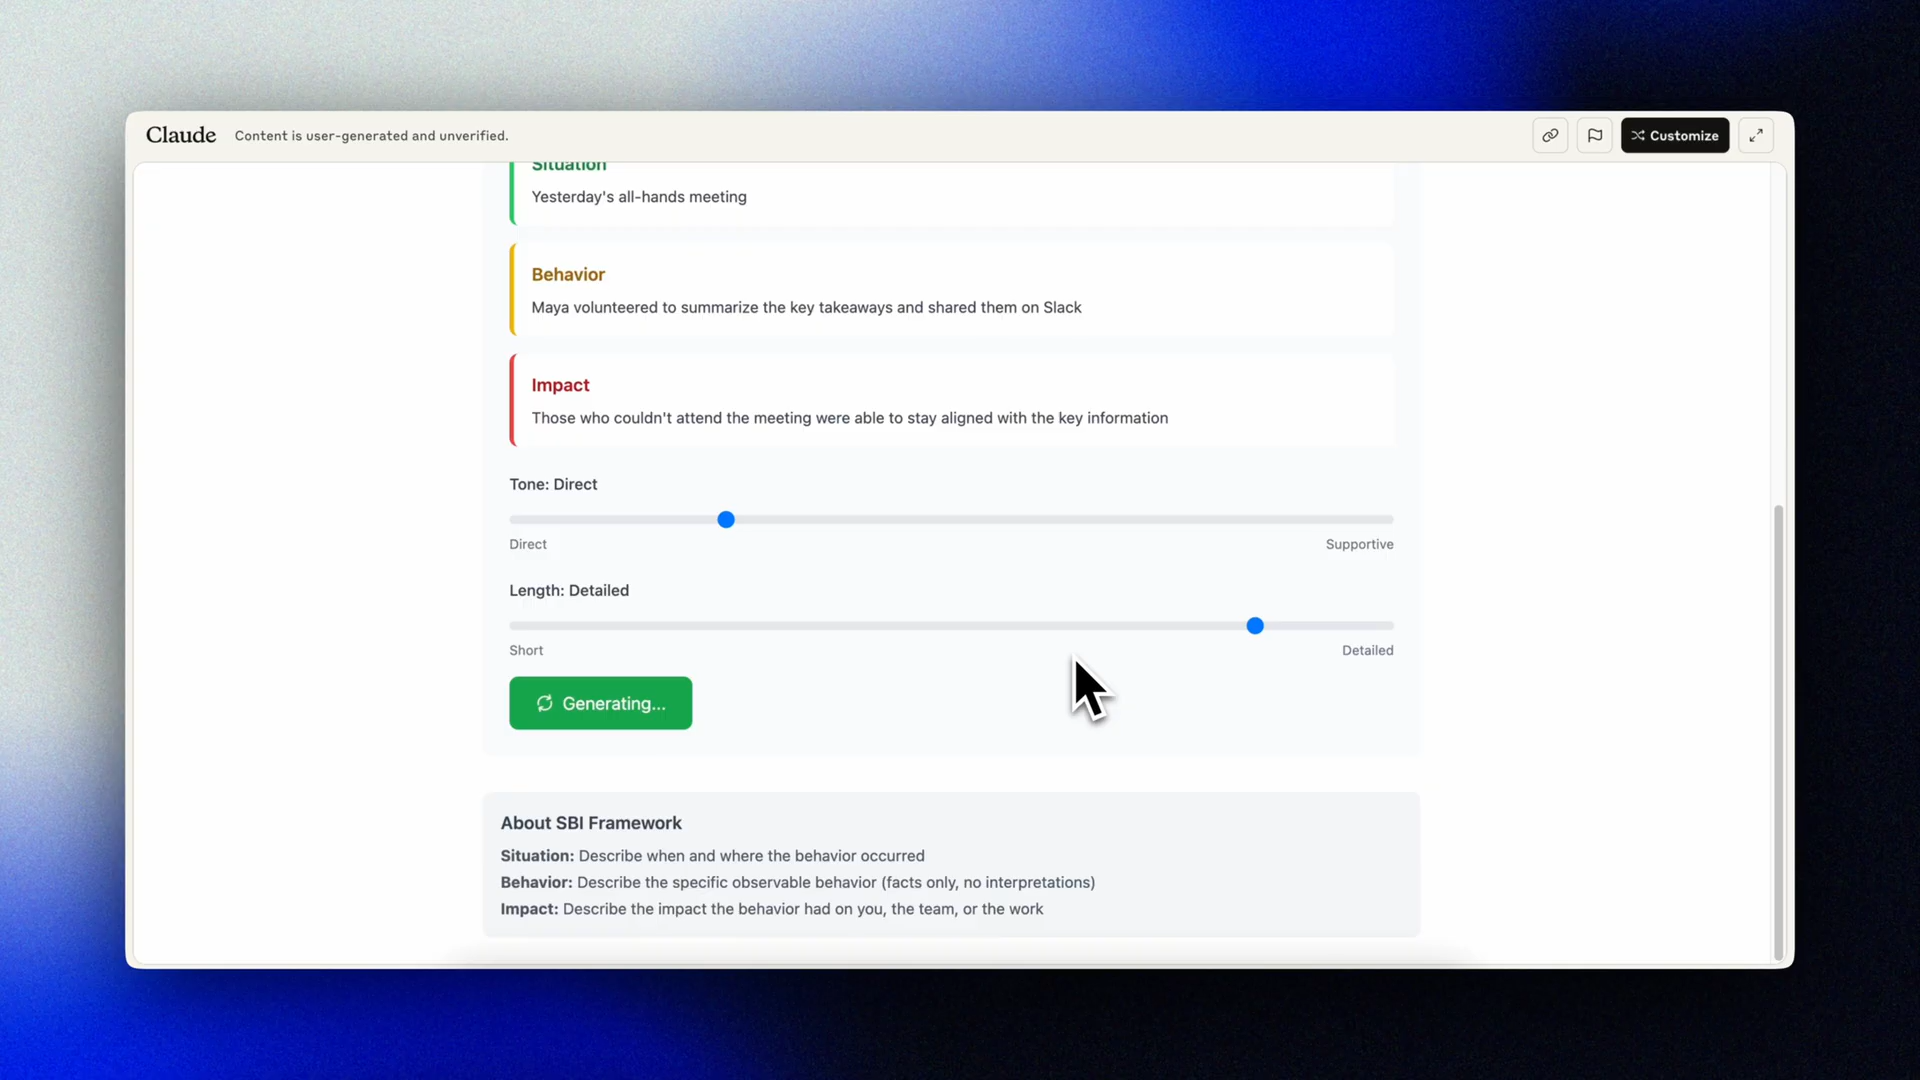 Claude
Content is user-generated and unverified.
Customize
Situation
Yesterday's all-hands meeting
Behavior
Maya volunteered to summarize the key takeaways and shared them on Slack
Impact
Those who couldn't attend the meeting were able to stay aligned with the key information
Tone: Direct
Direct
Supportive
Length: Detailed
Short
Detailed
Generating...
About SBI Framework
Situation: Describe when and where the behavior occurred
Behavior: Describe the specific observable behavior (facts only, no interpretations)
Impact: Describe the impact the behavior had on you, the team, or the work